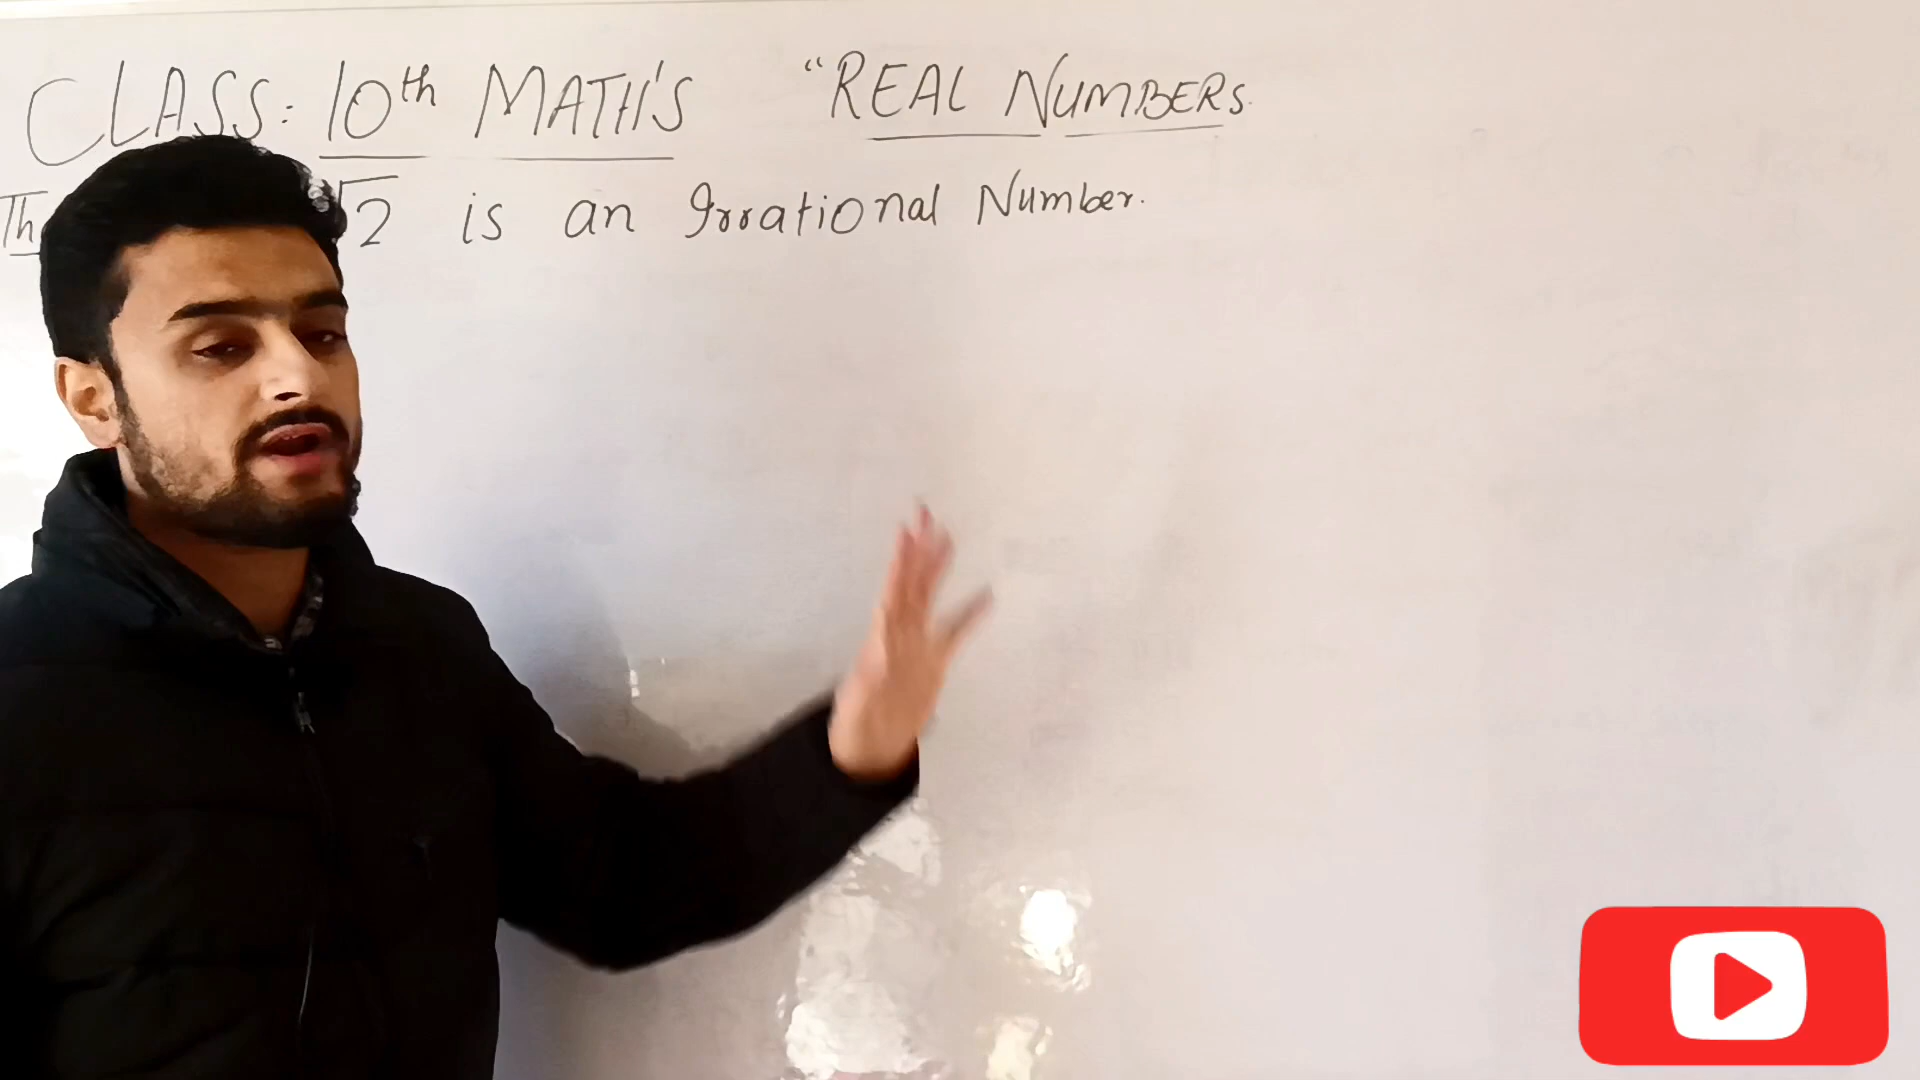 CLASS: 10th MATH'S "REAL NUMBERS.
Th √2 is an Irrational Number.